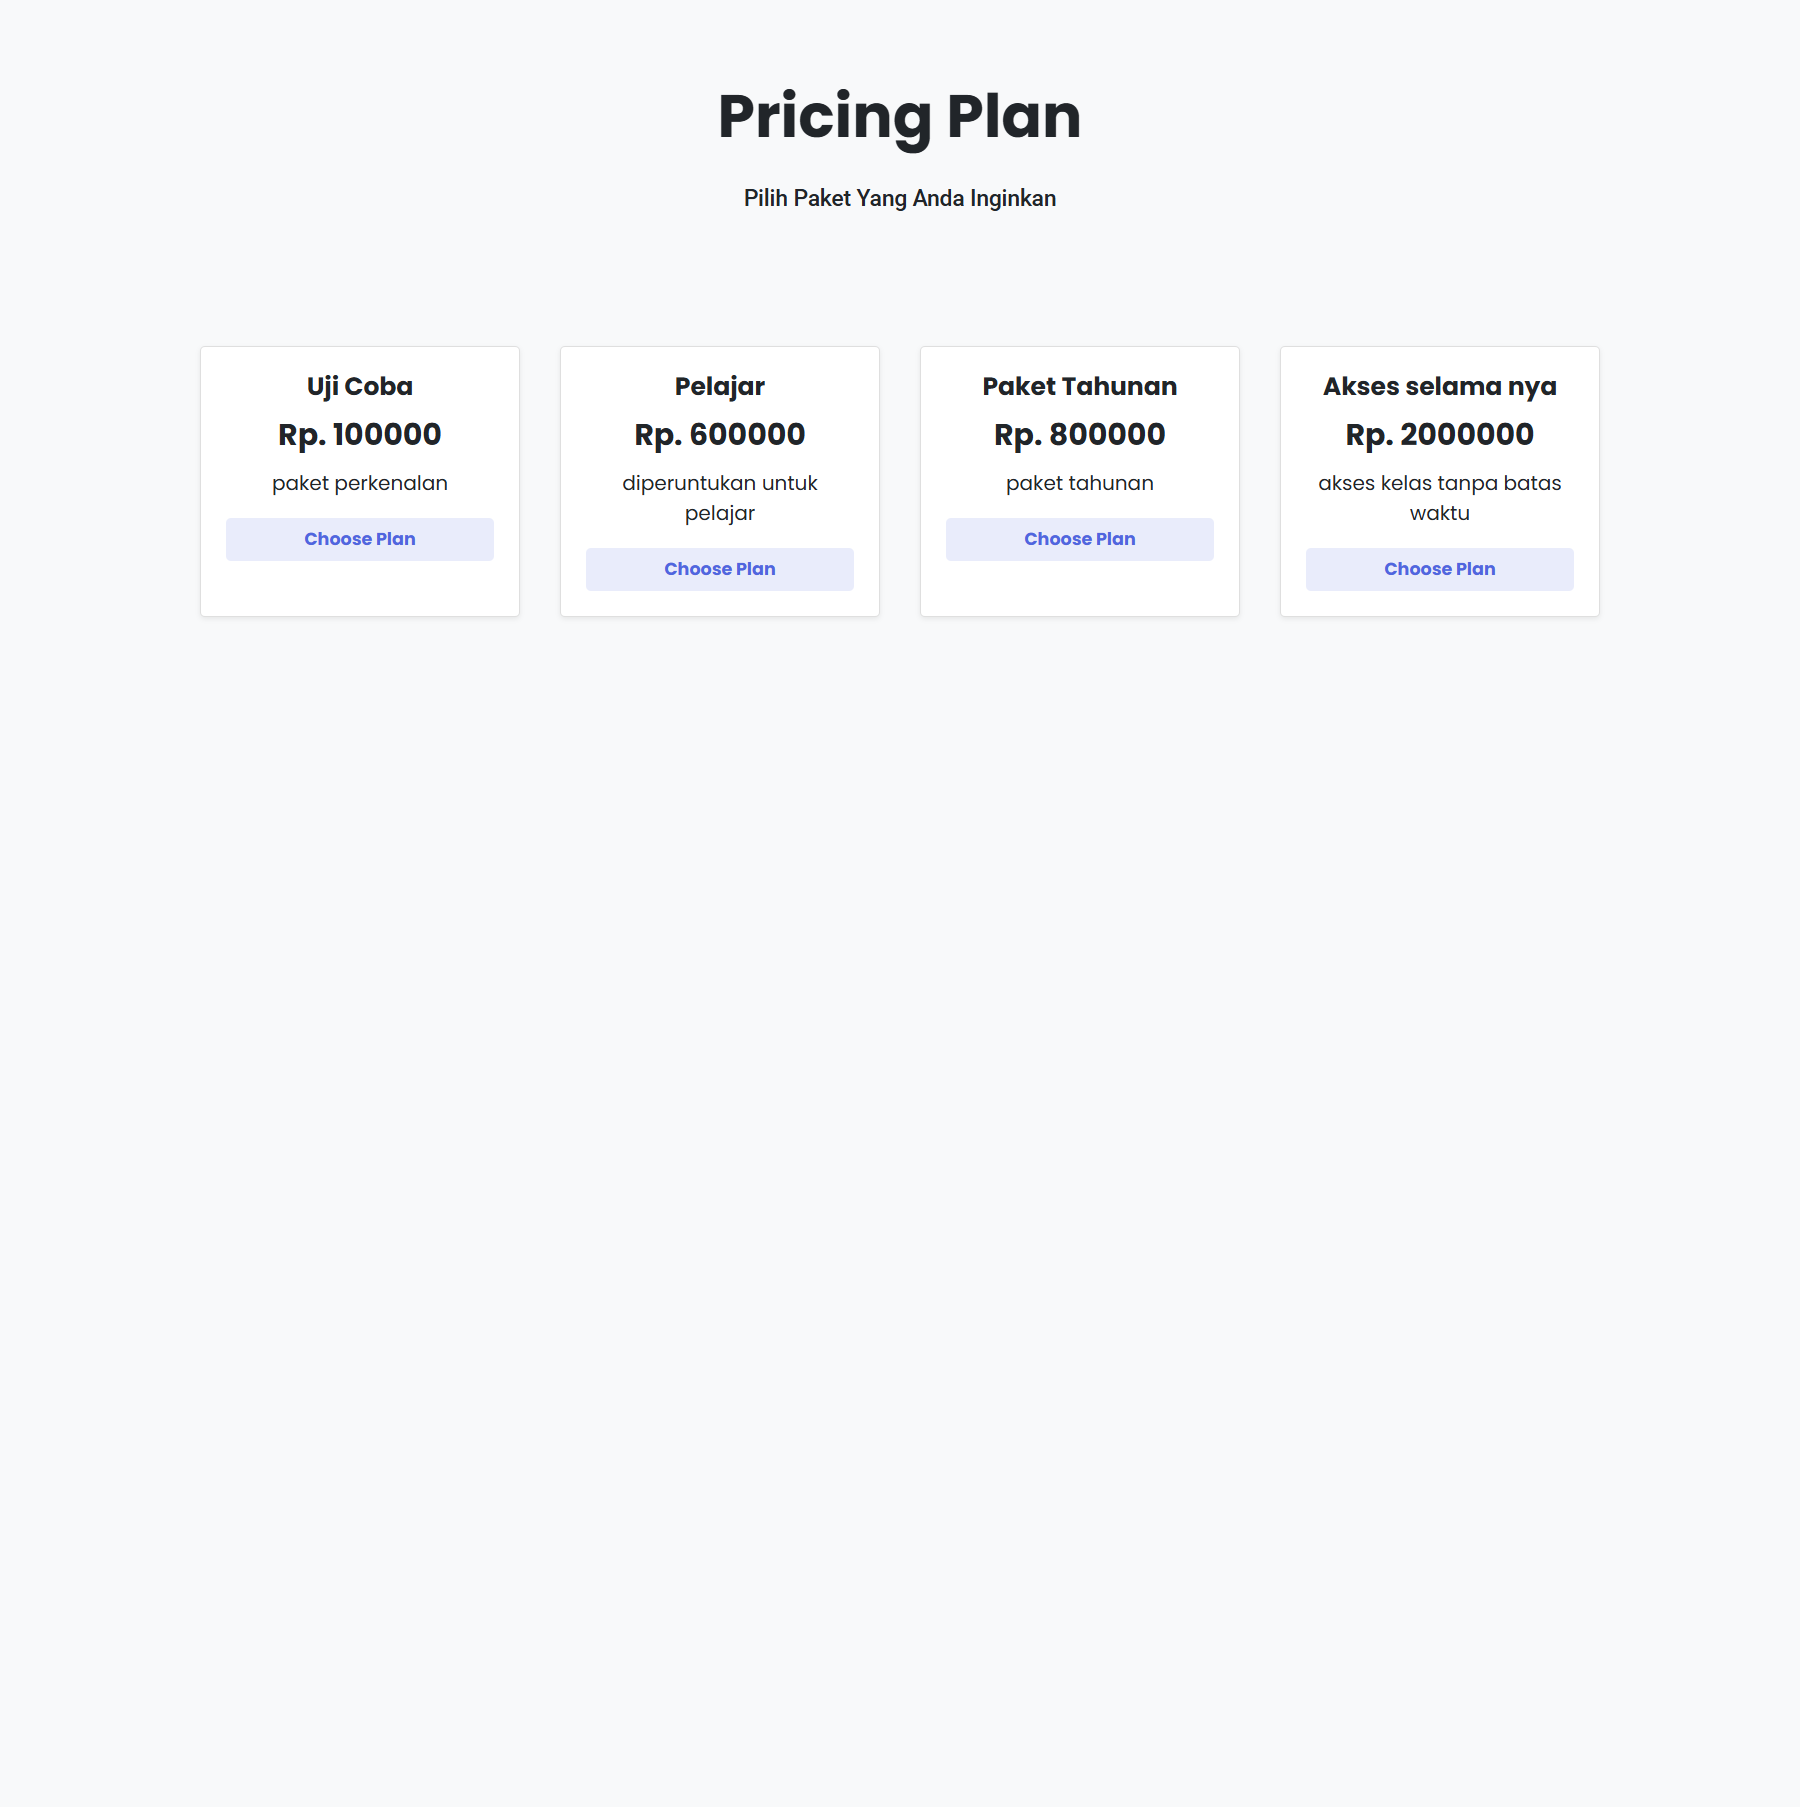 Pricing Plan
Pilih Paket Yang Anda Inginkan
Uji Coba
Rp. 100000
paket perkenalan
Choose Plan
Pelajar
Rp. 600000
diperuntukan untuk
pelajar
Choose Plan
Paket Tahunan
Rp. 800000
paket tahunan
Choose Plan
Akses selama nya
Rp. 2000000
akses kelas tanpa batas
waktu
Choose Plan